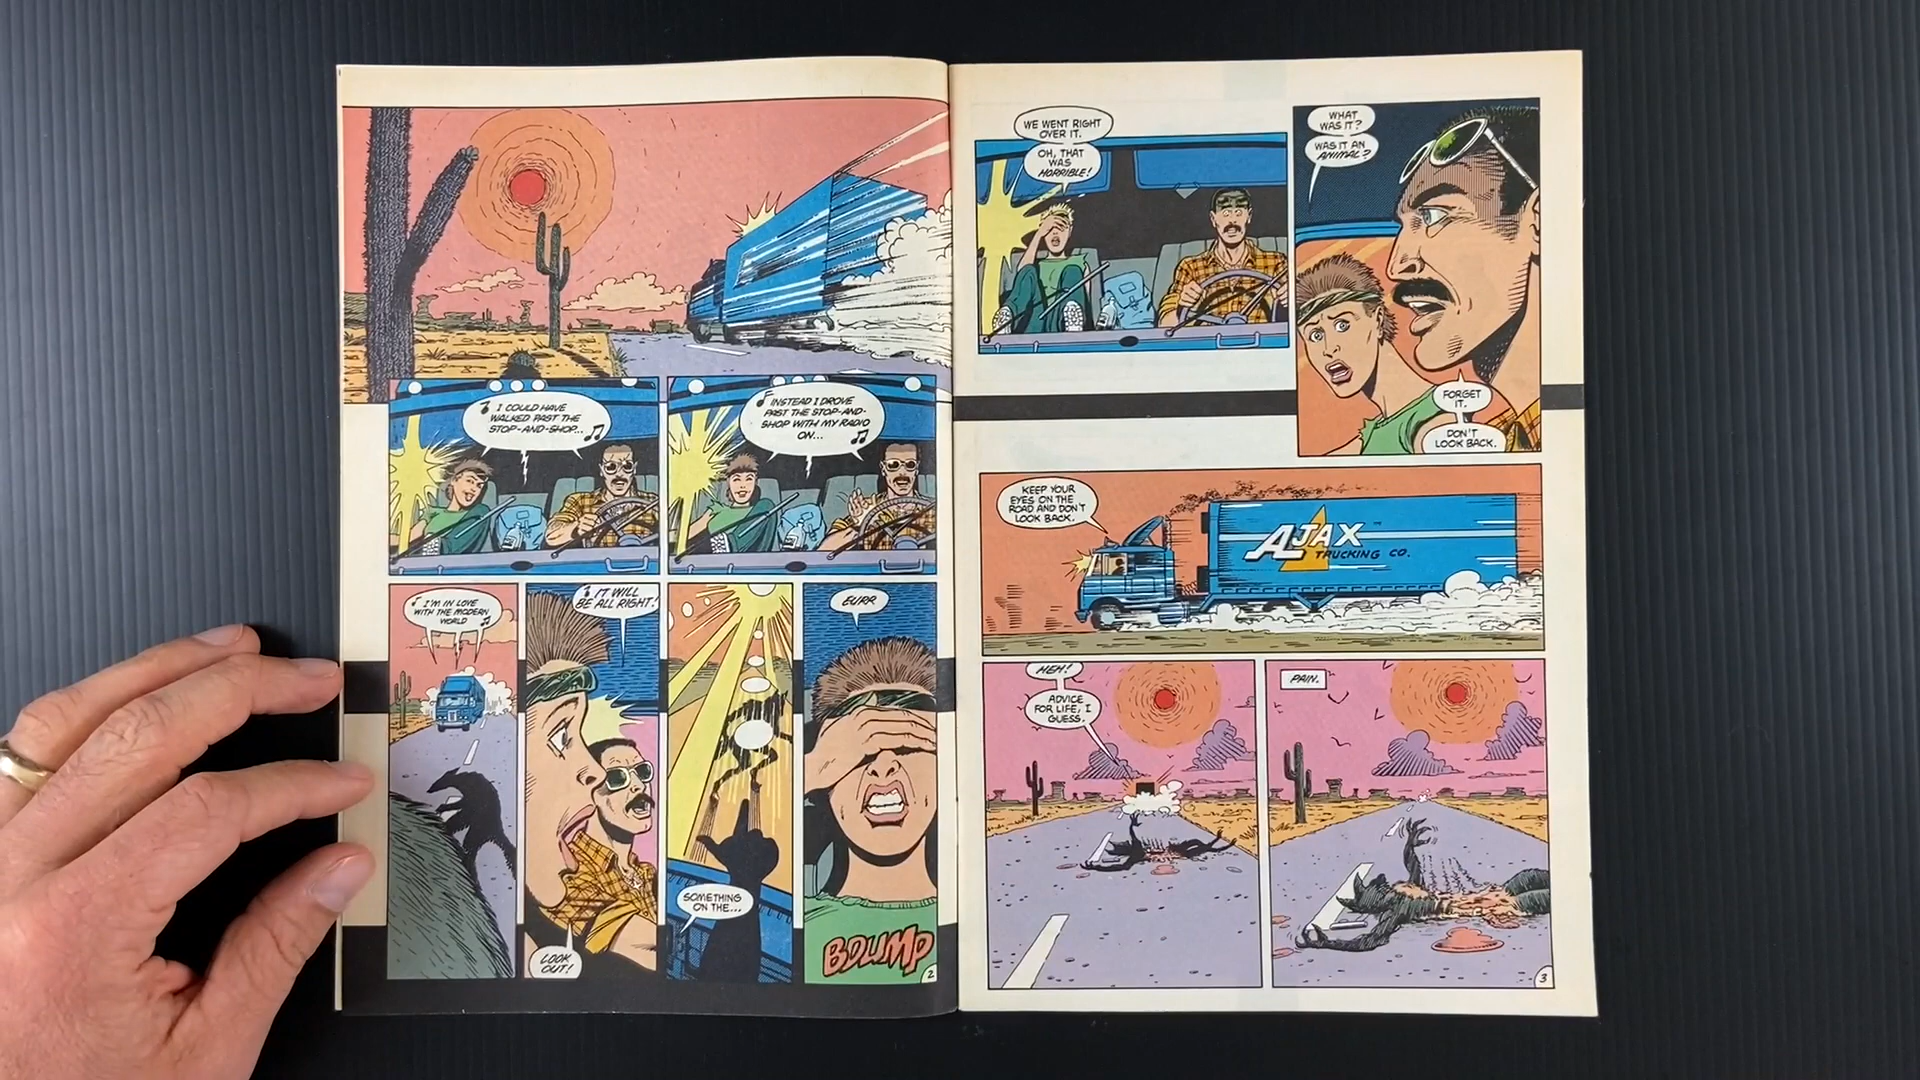 I COULD HAVE
WALKED PAST THE
STOP-AND-SHOP...
INSTEAD I DROVE
PAST THE STOP-AND-
SHOP WITH MY RADIO
ON...
I'M IN LOVE
WITH THE MODERN
WORLD
IT WILL
BE ALL RIGHT!
LOOK
OUT!
SOMETHING
ON THE...
EURR
BDUMP
2
WE WENT RIGHT
OVER IT.
OH, THAT
WAS
HORRIBLE!
WHAT
WAS IT?
WAS IT AN
ANIMAL?
FORGET
IT.
DON'T
LOOK BACK.
KEEP YOUR
EYES ON THE
ROAD AND DON'T
LOOK BACK.
AJAX
TRUCKING CO.
HEH!
ADVICE
FOR LIFE, I
GUESS.
PAIN.
3